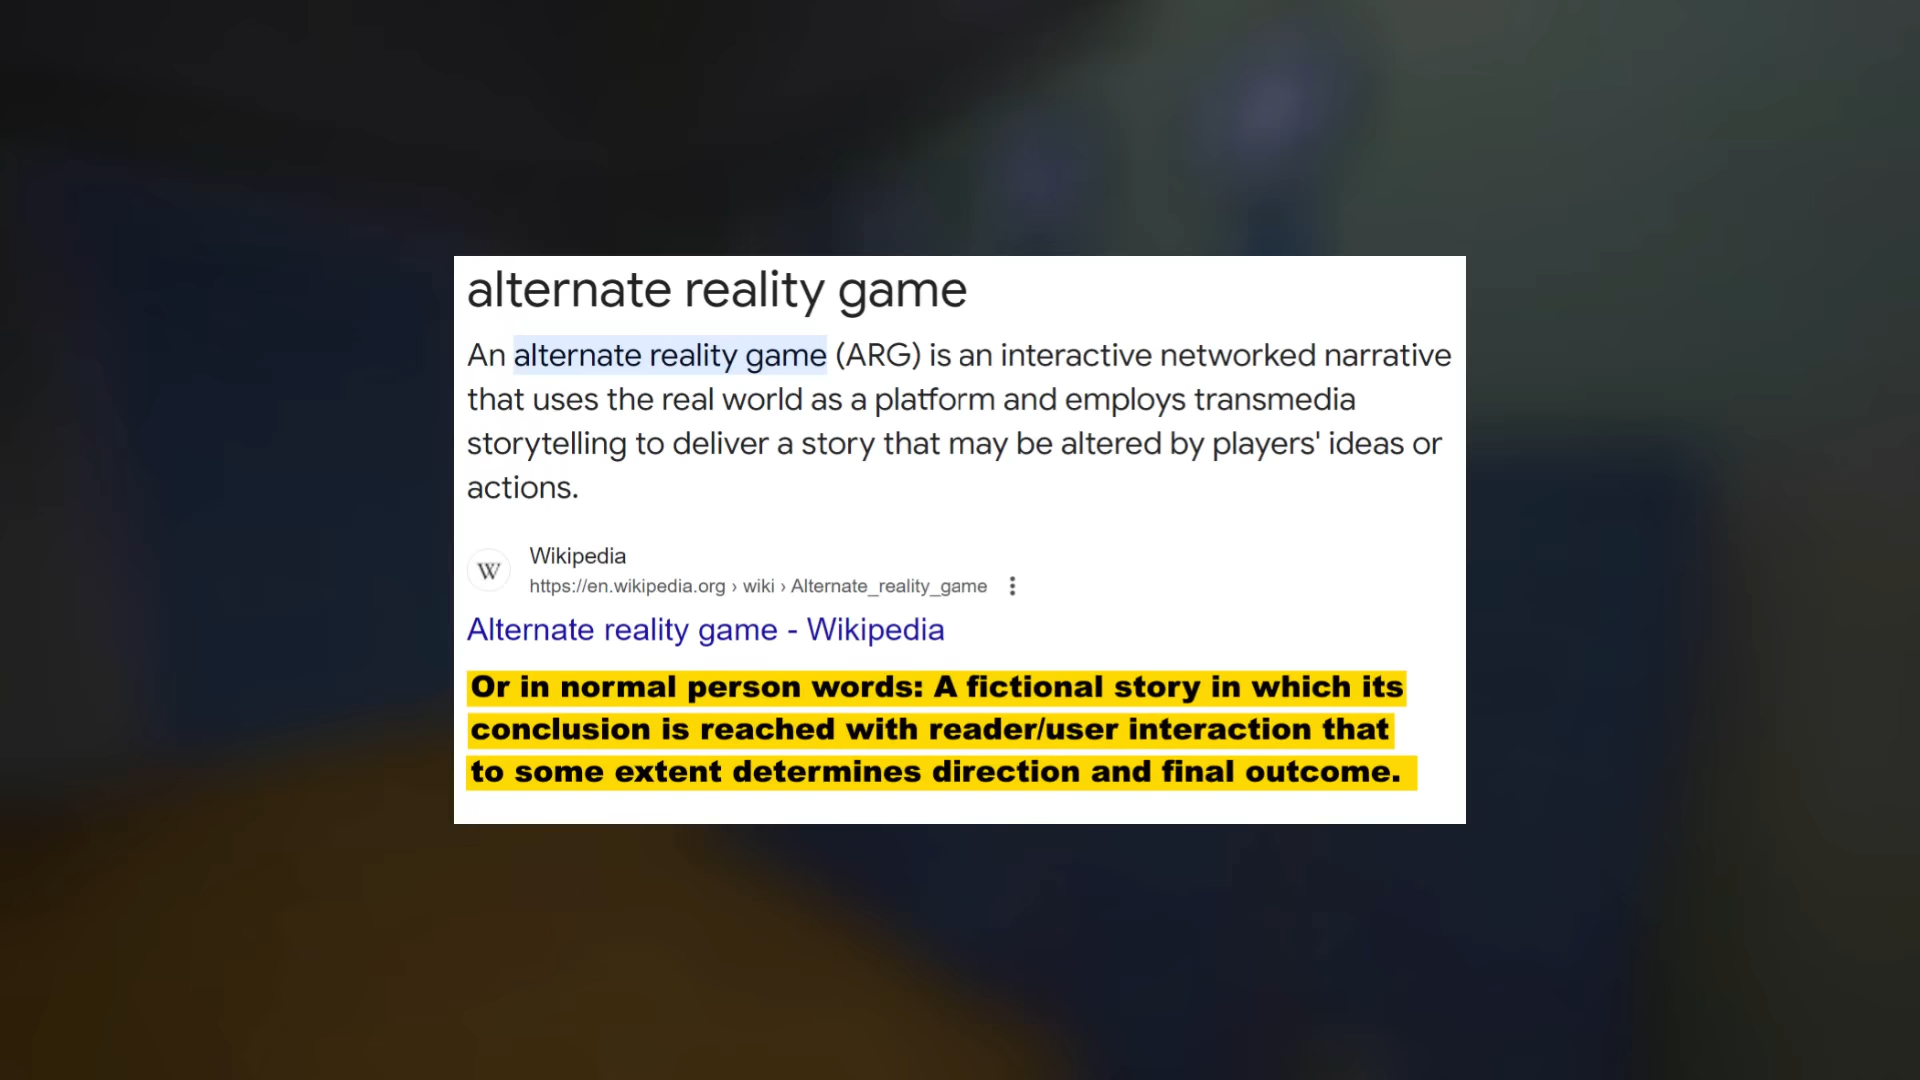 alternate reality game
An alternate reality game (ARG) is an interactive networked narrative
that uses the real world as a platform and employs transmedia
storytelling to deliver a story that may be altered by players' ideas or
actions.
W
Wikipedia
https://en.wikipedia.org › wiki › Alternate_reality_game
Alternate reality game - Wikipedia
Or in normal person words: A fictional story in which its
conclusion is reached with reader/user interaction that
to some extent determines direction and final outcome.